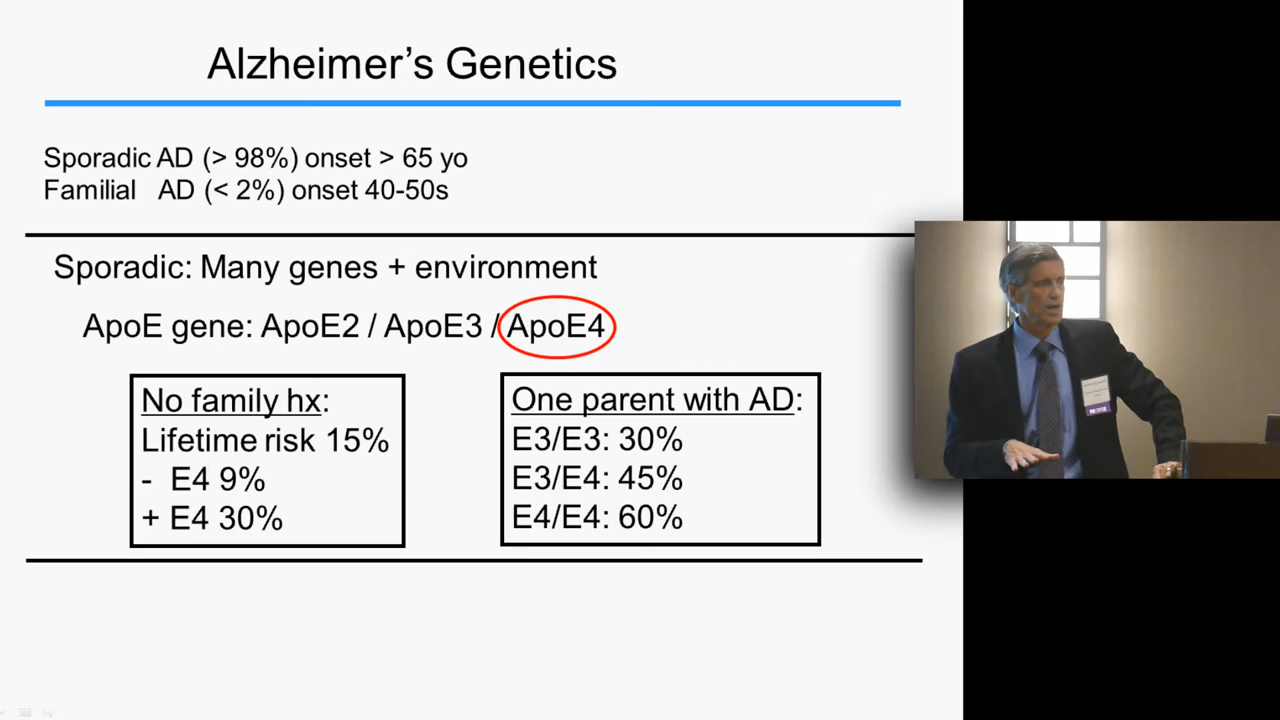 Alzheimer’s Genetics
Sporadic AD (> 98%) onset > 65 yo
Familial AD (< 2%) onset 40-50s
Sporadic: Many genes + environment
ApoE gene: ApoE2 / ApoE3 / ApoE4
No family hx:
Lifetime risk 15%
- E4 9%
+ E4 30%
One parent with AD:
E3/E3: 30%
E3/E4: 45%
E4/E4: 60%